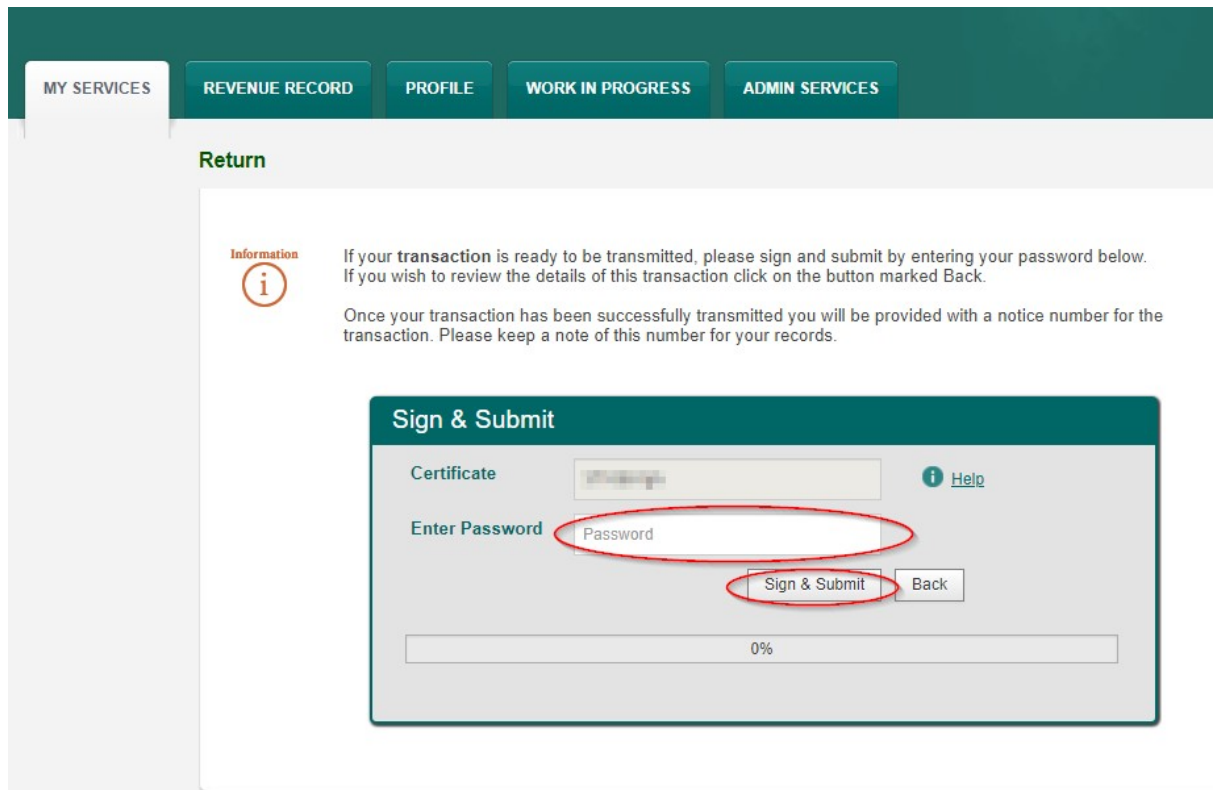 MY SERVICES REVENUE RECORD PROFILE WORK IN PROGRESS ADMIN SERVICES
Return
Information
i
If your transaction is ready to be transmitted, please sign and submit by entering your password below.
If you wish to review the details of this transaction click on the button marked Back.
Once your transaction has been successfully transmitted you will be provided with a notice number for the
transaction. Please keep a note of this number for your records.
Sign & Submit
Certificate
i Help
Enter Password Password
Sign & Submit Back
0%